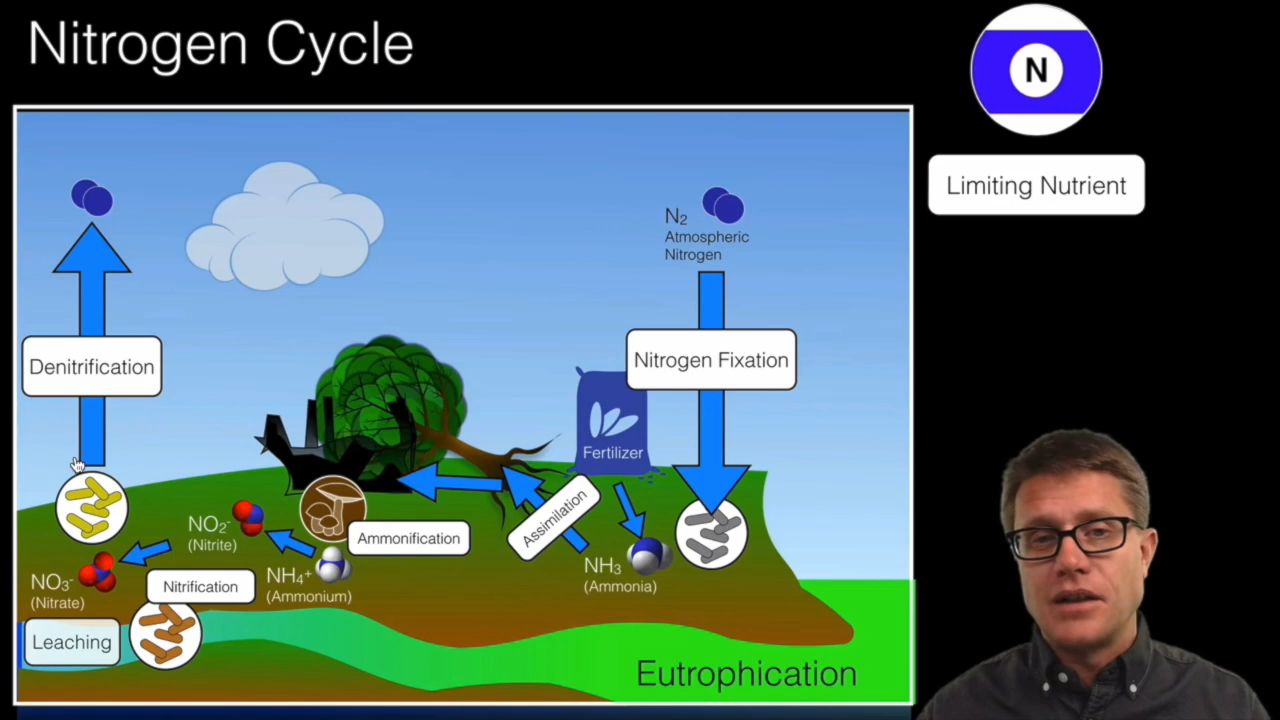 Nitrogen Cycle
N
Limiting Nutrient
N₂
Atmospheric
Nitrogen
Denitrification
Nitrogen Fixation
Fertilizer
Assimilation
NO₂⁻
(Nitrite)
Ammonification
NH₃
(Ammonia)
NO₃⁻
(Nitrate)
Nitrification
NH₄⁺
(Ammonium)
Leaching
Eutrophication